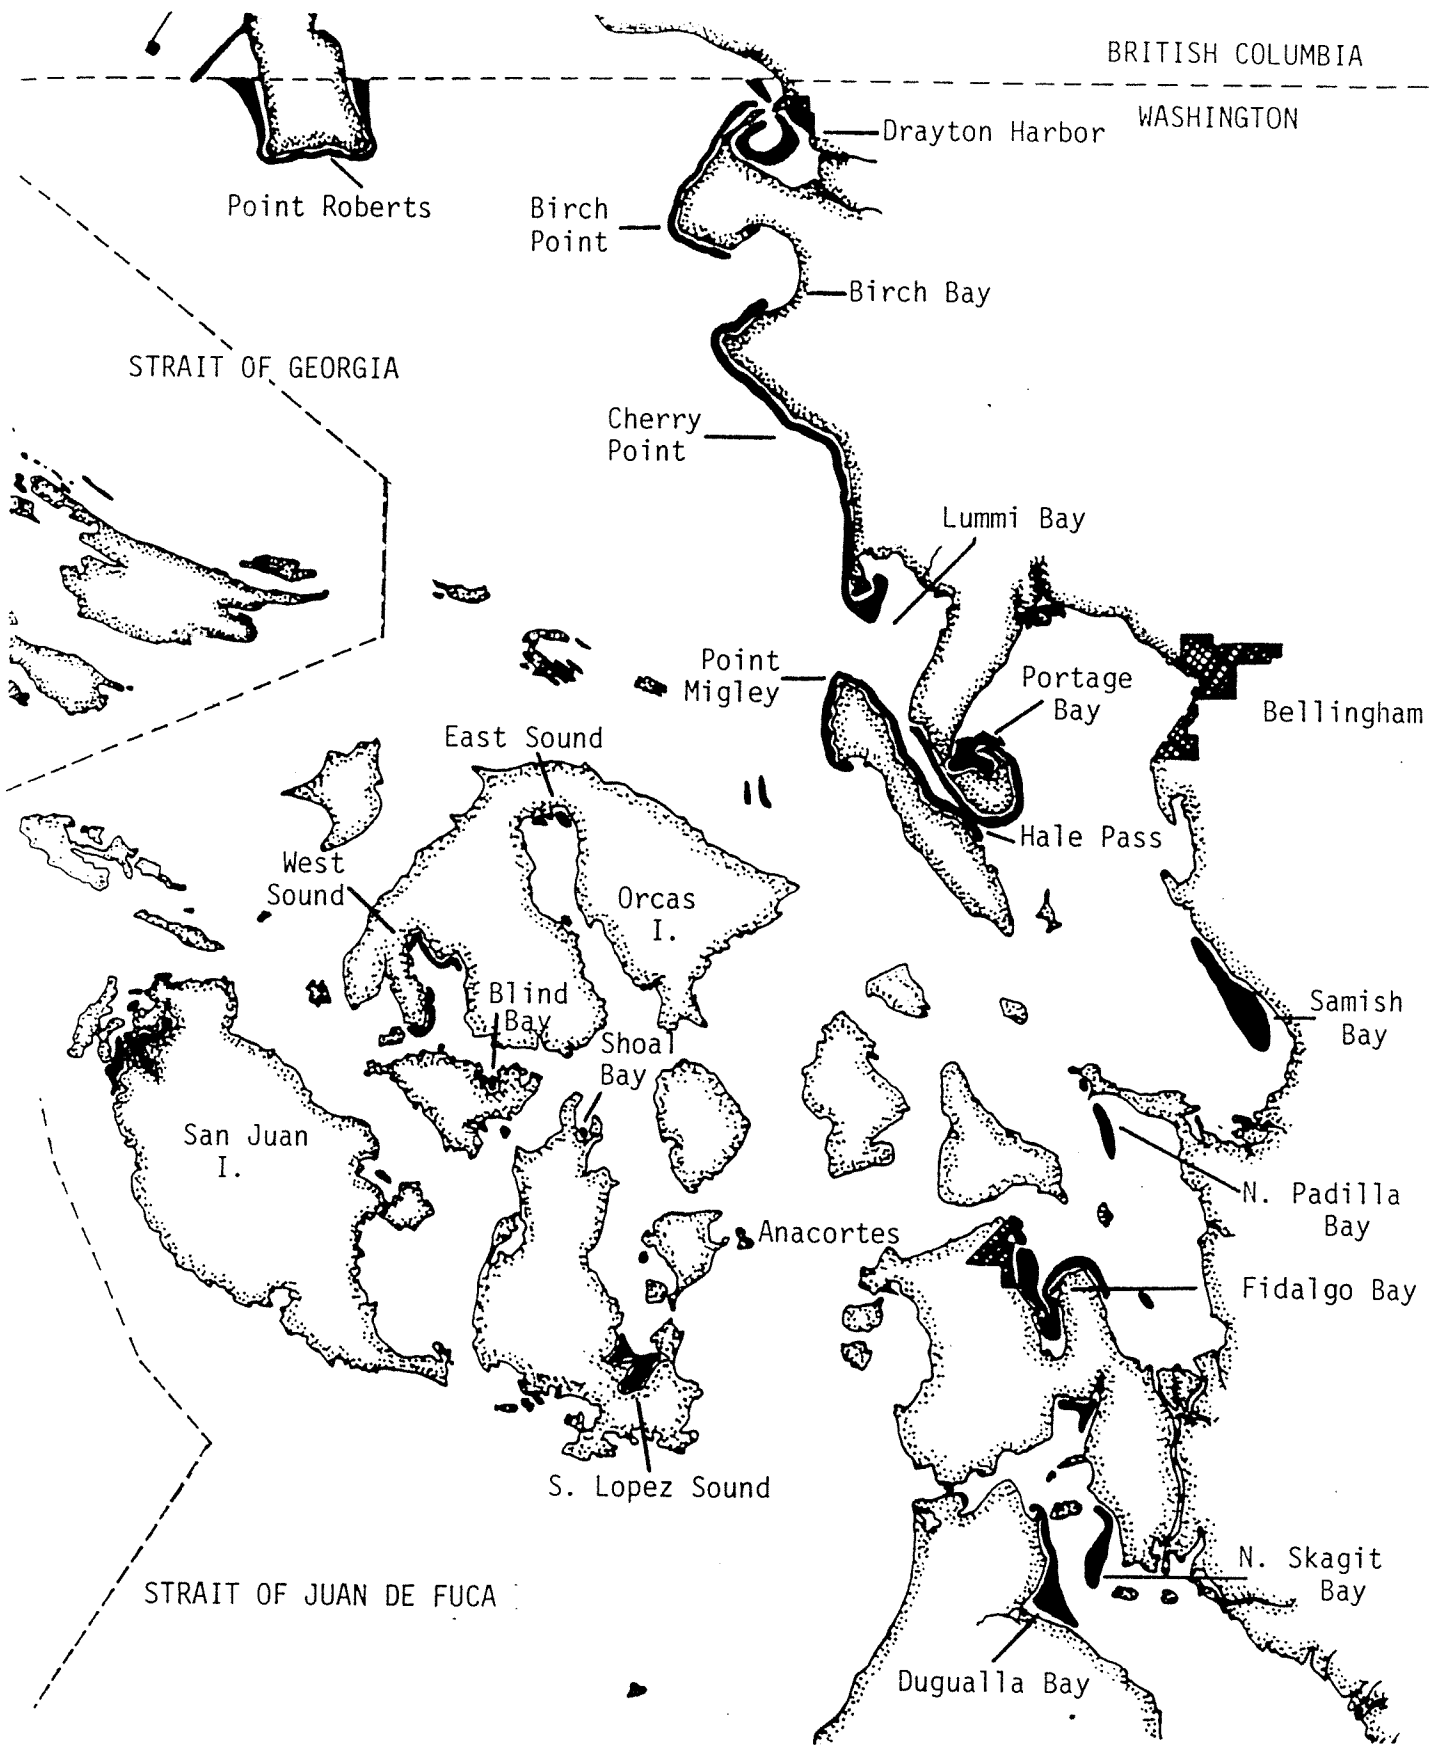 BRITISH COLUMBIA
WASHINGTON
Drayton Harbor
Point Roberts
Birch
Point
Birch Bay
STRAIT OF GEORGIA
Cherry
Point
Lummi Bay
Point
Migley
Portage
Bay
Bellingham
East Sound
Hale Pass
West
Sound
Orcas
I.
Blind
Bay
Samish
Bay
Shoal
Bay
San Juan
I.
N. Padilla
Bay
Anacortes
Fidalgo Bay
S. Lopez Sound
N. Skagit
Bay
STRAIT OF JUAN DE FUCA
Dugualla Bay